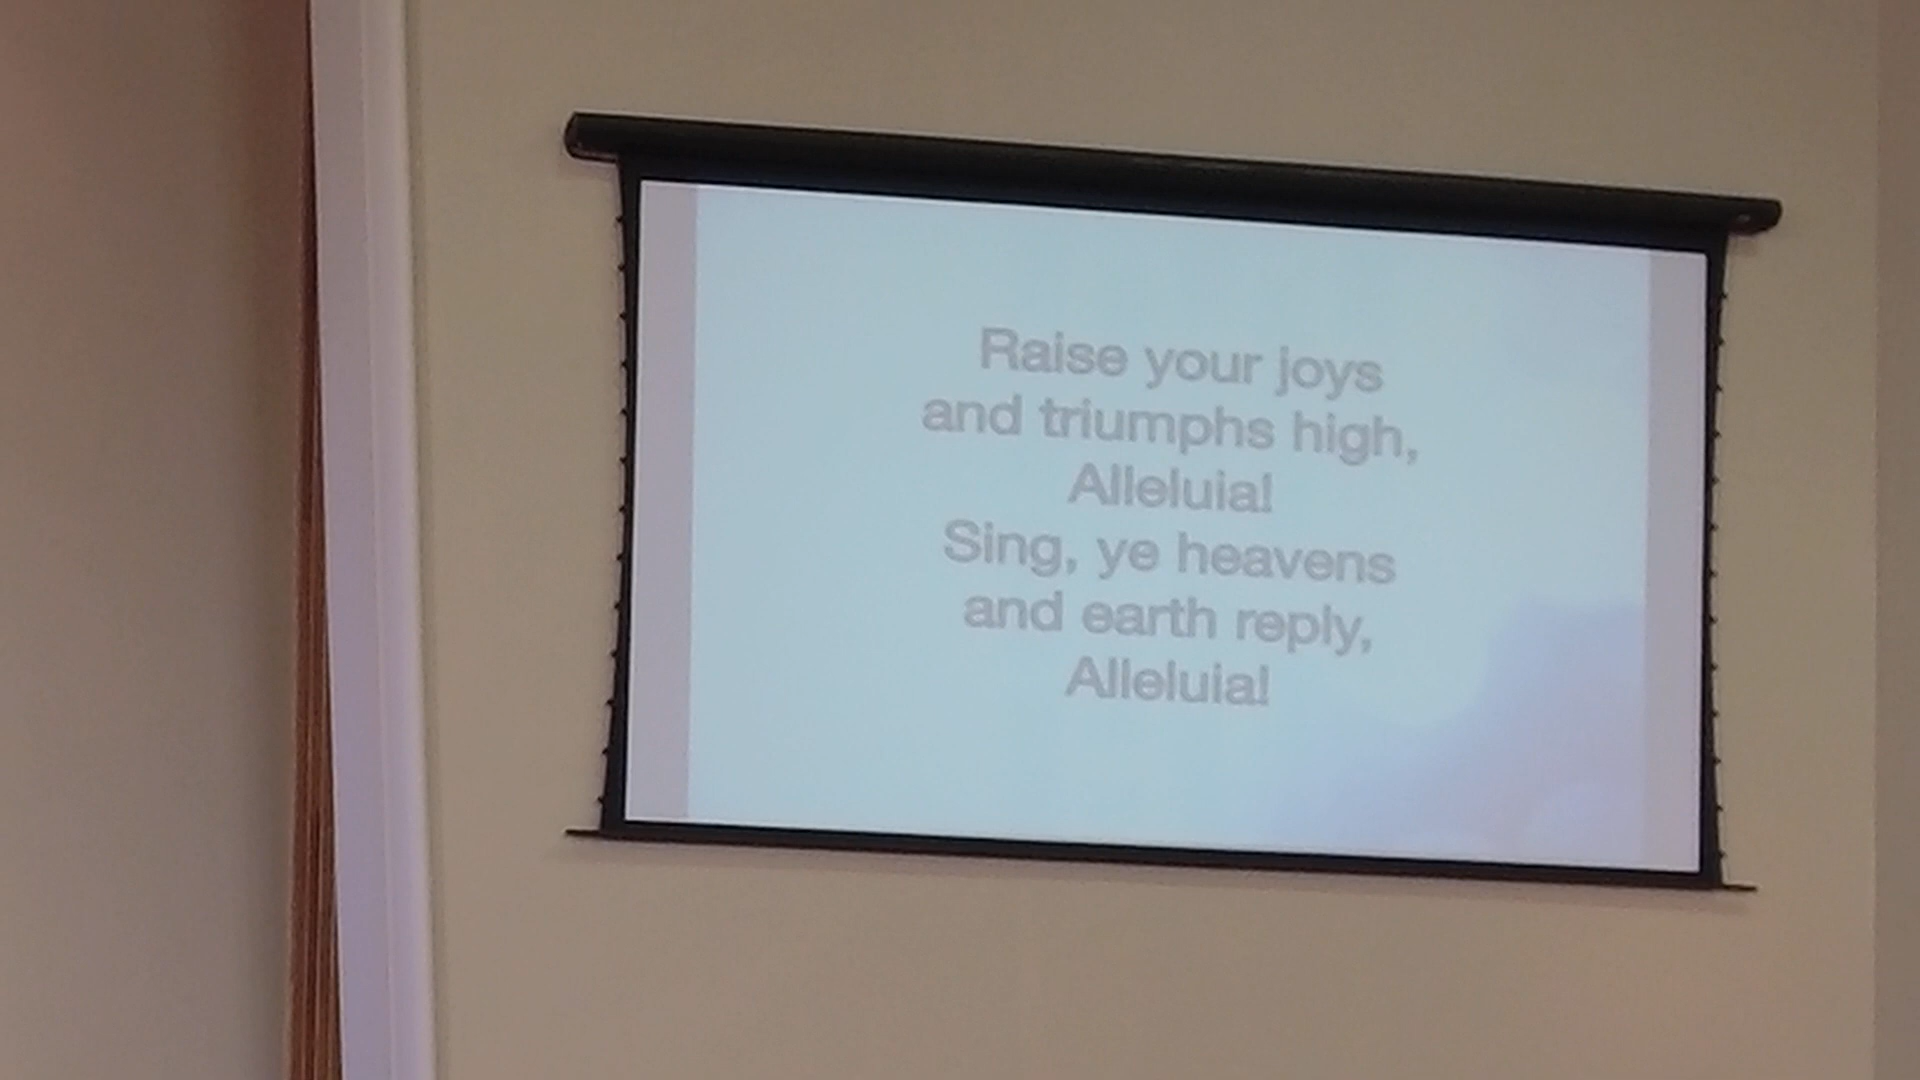 Raise your joys
and triumphs high,
Alleluia!
Sing, ye heavens
and earth reply,
Alleluia!